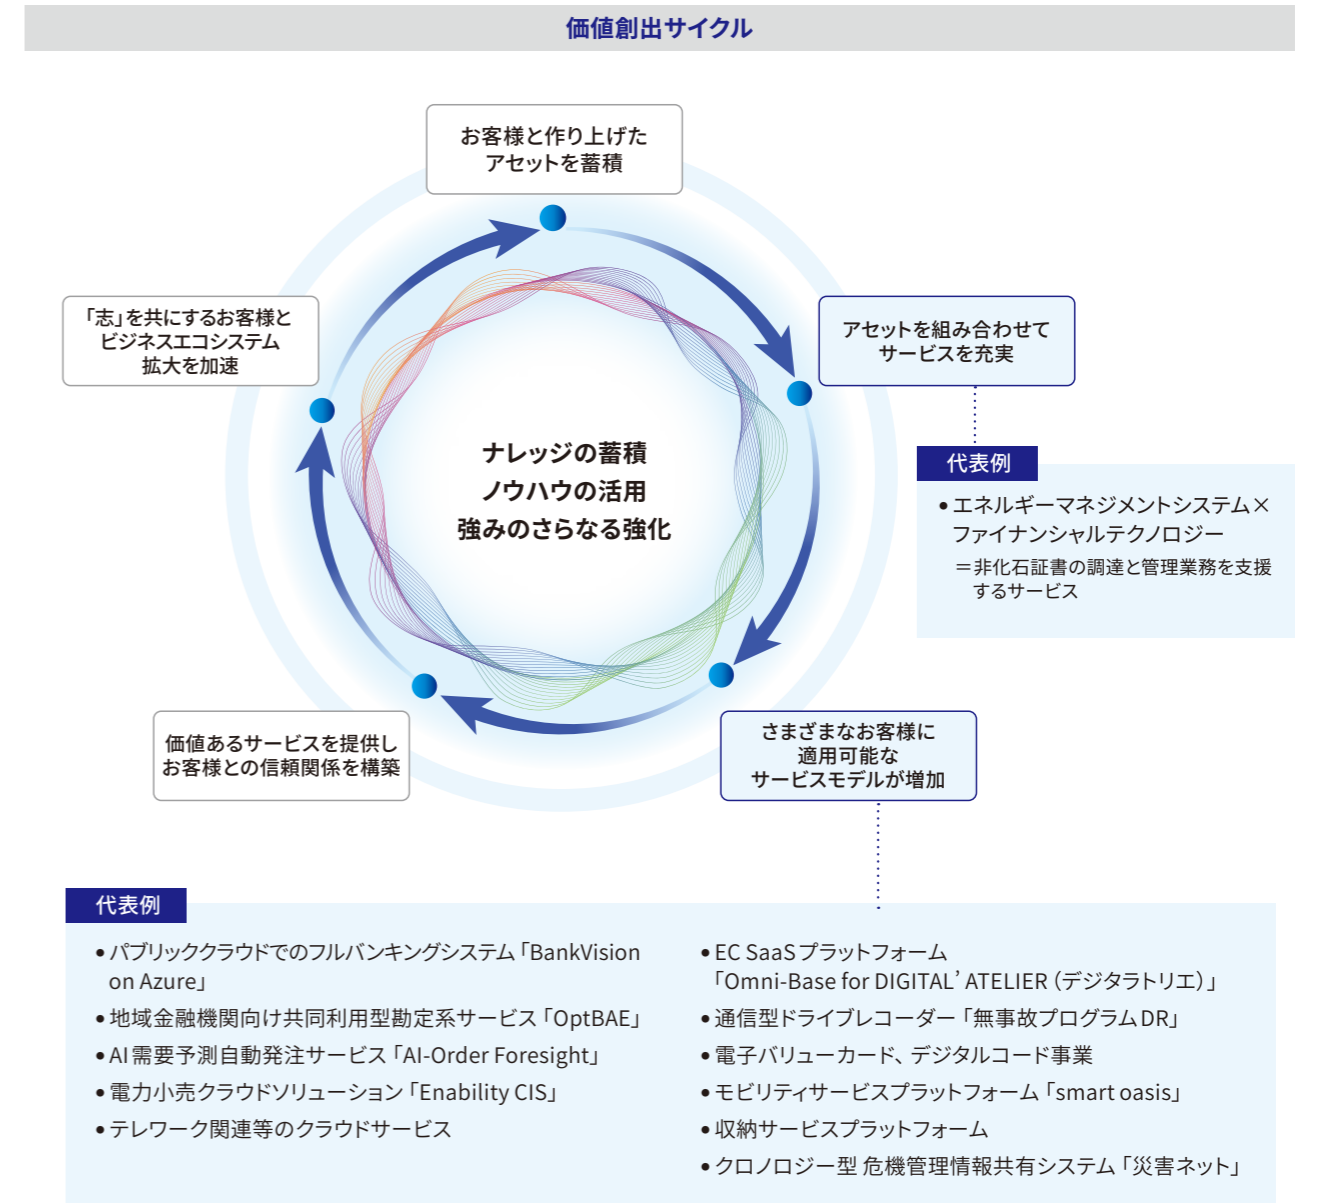 価値創出サイクル
お客様と作り上げた
アセットを蓄積
アセットを組み合わせて
サービスを充実
代表例
•エネルギーマネジメントシステム×
ファイナンシャルテクノロジー
＝非化石証書の調達と管理業務を支援
するサービス
「志」を共にするお客様と
ビジネスエコシステム
拡大を加速
ナレッジの蓄積
ノウハウの活用
強みのさらなる強化
価値あるサービスを提供し
お客様との信頼関係を構築
さまざまなお客様に
適用可能な
サービスモデルが増加
代表例
•パブリッククラウドでのフルバンキングシステム「BankVision
on Azure」
•地域金融機関向け共同利用型勘定系サービス「OptBAE」
•AI需要予測自動発注サービス「AI-Order Foresight」
•電力小売クラウドソリューション「Enability CIS」
•テレワーク関連等のクラウドサービス
•EC SaaSプラットフォーム
「Omni-Base for DIGITAL’ATELIER（デジタラトリエ）」
•通信型ドライブレコーダー「無事故プログラムDR」
•電子バリューカード、デジタルコード事業
•モビリティサービスプラットフォーム「smart oasis」
•収納サービスプラットフォーム
•クロノロジー型 危機管理情報共有システム「災害ネット」